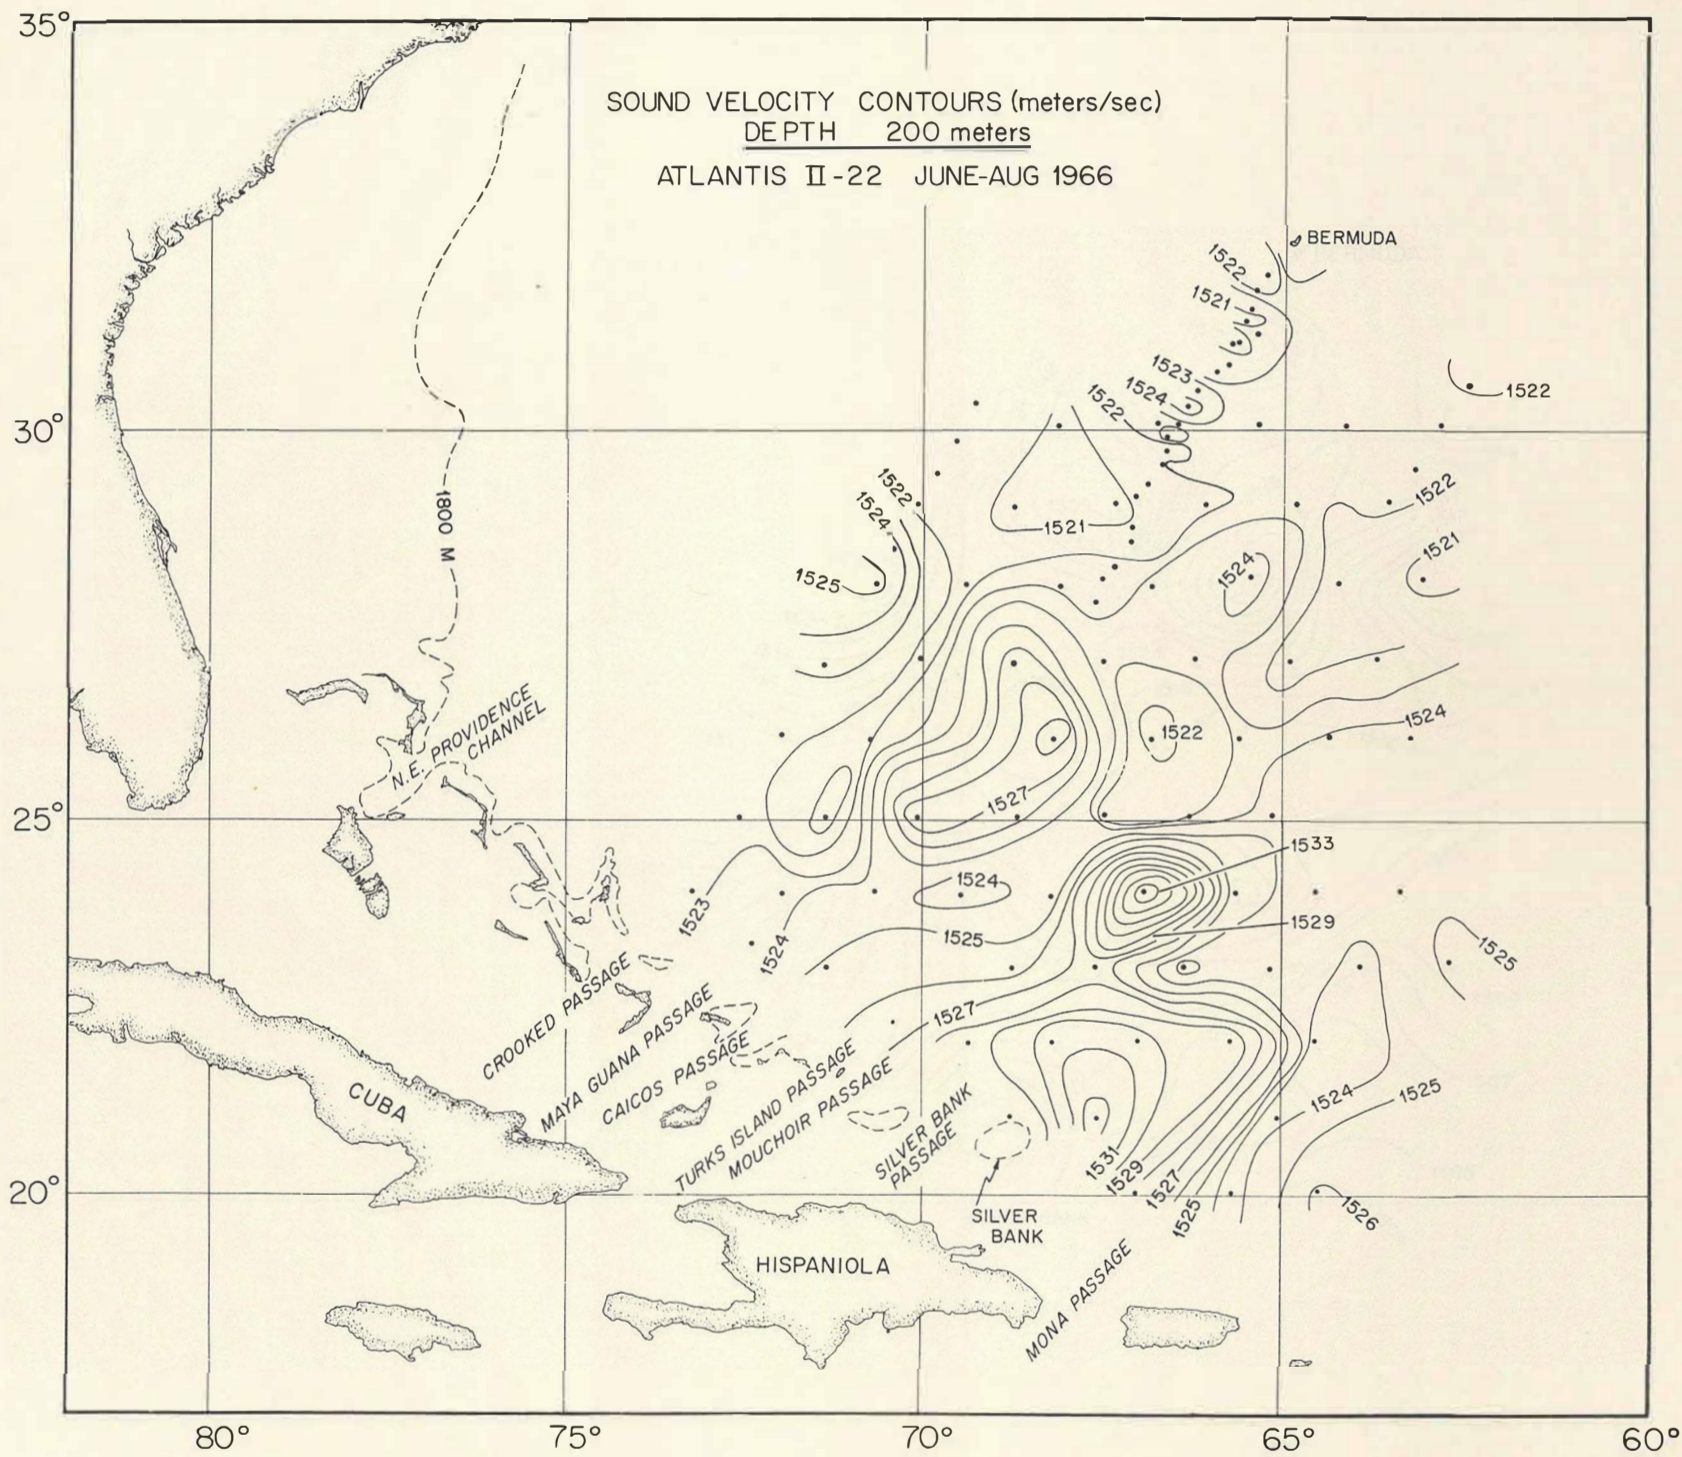 35°
SOUND VELOCITY CONTOURS (meters/sec)
DEPTH 200 meters
ATLANTIS II-22 JUNE-AUG 1966
BERMUDA
1522
1521
1523
1524
1522
1522
30°
1522
1524
1522
1800 M
1521
1521
1525
1524
N.E. PROVIDENCE
CHANNEL
1522
1524
1527
25°
1533
1524
1523
1529
1525
1524
1525
CROOKED PASSAGE
MAYA GUANA PASSAGE
1527
CAICOS PASSAGE
CUBA
TURKS ISLAND PASSAGE
MOUCHOIR PASSAGE
SILVER BANK
PASSAGE
1524
1525
1531
1529
1527
1525
20°
1526
SILVER
BANK
HISPANIOLA
MONA PASSAGE
80°
75°
70°
65°
60°